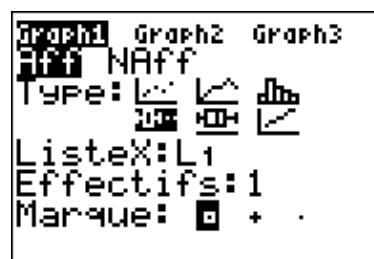 Graph1 Graph2 Graph3
Aff NAff
Type:
ListeX:L1
Effectifs:1
Marque: